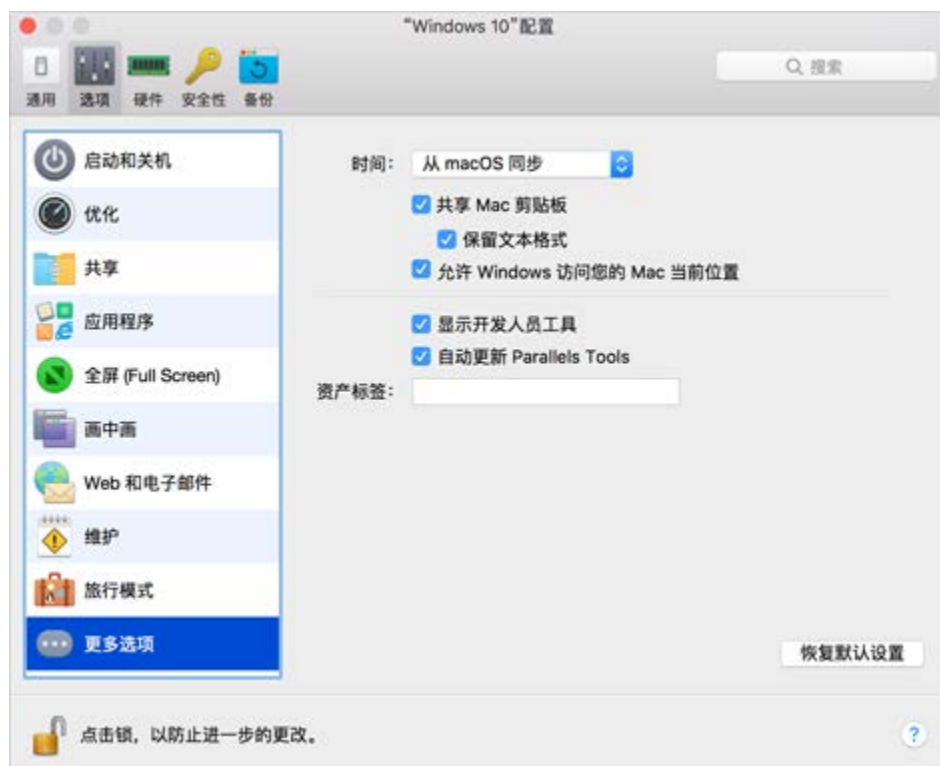 “Windows 10”配置
通用 选项 硬件 安全性 备份
搜索
启动和关机
优化
共享
应用程序
全屏 (Full Screen)
画中画
Web 和电子邮件
维护
旅行模式
更多选项
时间: 从 macOS 同步
共享 Mac 剪贴板
保留文本格式
允许 Windows 访问您的 Mac 当前位置
显示开发人员工具
自动更新 Parallels Tools
资产标签:
恢复默认设置
点击锁，以防止进一步的更改。
?